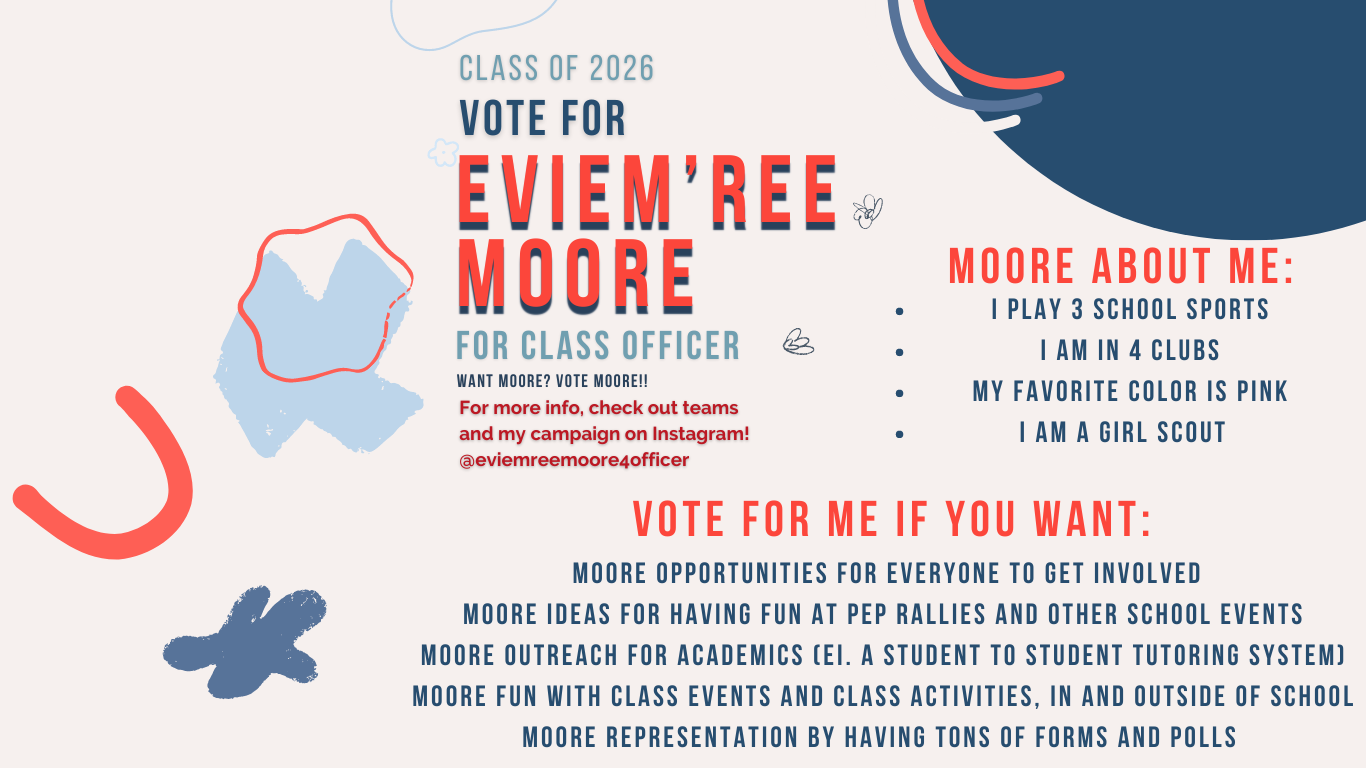 CLASS OF 2026
VOTE FOR
EVIEM'REE
MOORE
FOR CLASS OFFICER
WANT MOORE? VOTE MOORE!!
For more info, check out teams
and my campaign on Instagram!
@eviemreemoore4officer
MOORE ABOUT ME:
• I PLAY 3 SCHOOL SPORTS
• I AM IN 4 CLUBS
• MY FAVORITE COLOR IS PINK
• I AM A GIRL SCOUT
VOTE FOR ME IF YOU WANT:
MOORE OPPORTUNITIES FOR EVERYONE TO GET INVOLVED
MOORE IDEAS FOR HAVING FUN AT PEP RALLIES AND OTHER SCHOOL EVENTS
MOORE OUTREACH FOR ACADEMICS (EI. A STUDENT TO STUDENT TUTORING SYSTEM)
MOORE FUN WITH CLASS EVENTS AND CLASS ACTIVITIES, IN AND OUTSIDE OF SCHOOL
MOORE REPRESENTATION BY HAVING TONS OF FORMS AND POLLS